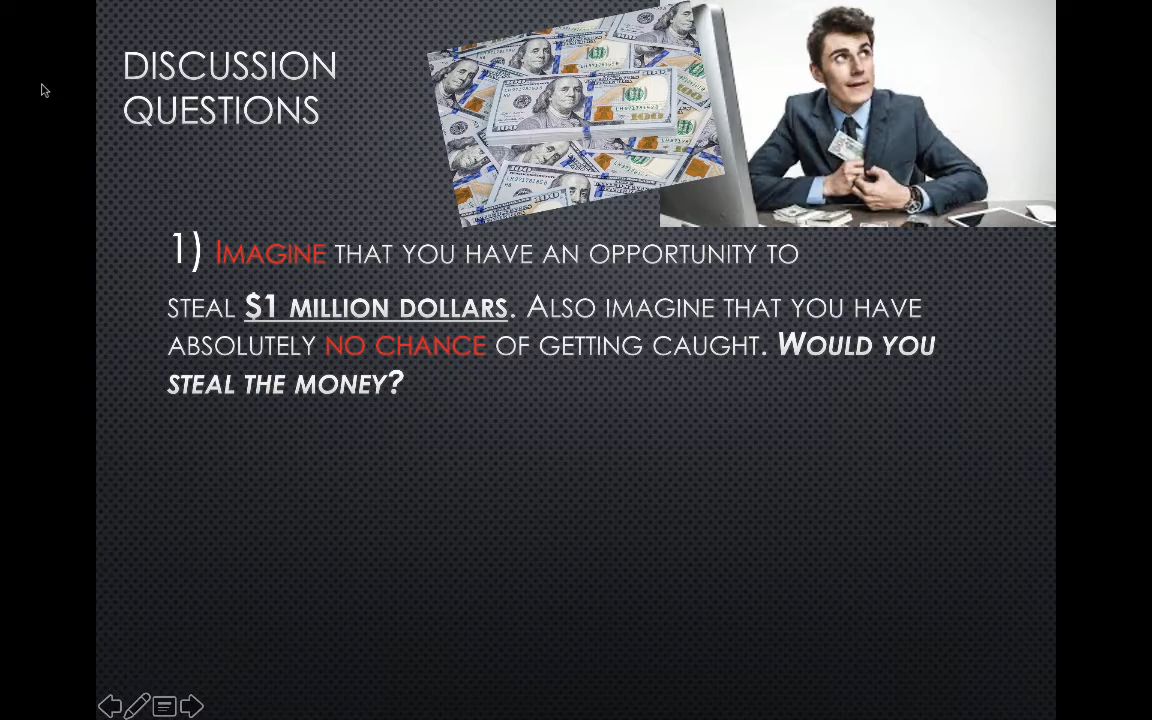 DISCUSSION
QUESTIONS
1) IMAGINE THAT YOU HAVE AN OPPORTUNITY TO
STEAL $1 MILLION DOLLARS. ALSO IMAGINE THAT YOU HAVE
ABSOLUTELY NO CHANCE OF GETTING CAUGHT. WOULD YOU
STEAL THE MONEY?